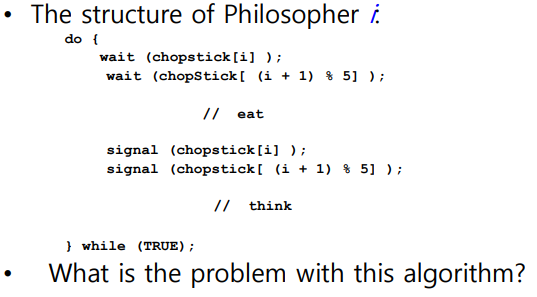 • The structure of Philosopher i:
do {
wait (chopstick[i] );
wait (chopStick[ (i + 1) % 5] );
// eat
signal (chopstick[i] );
signal (chopstick[ (i + 1) % 5] );
// think
} while (TRUE);
• What is the problem with this algorithm?